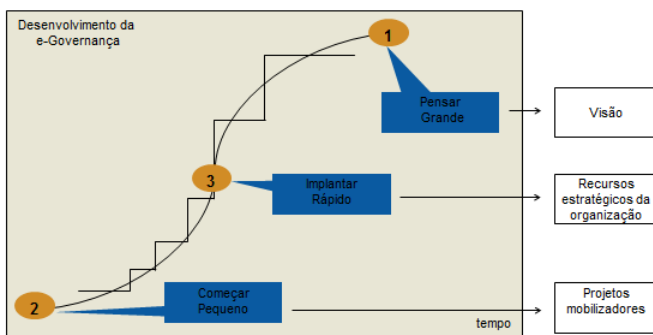 Desenvolvimento da
e-Governança
1
Pensar
Grande
Visão
3
Implantar
Rápido
Recursos
estratégicos da
organização
2
Começar
Pequeno
tempo
Projetos
mobilizadores